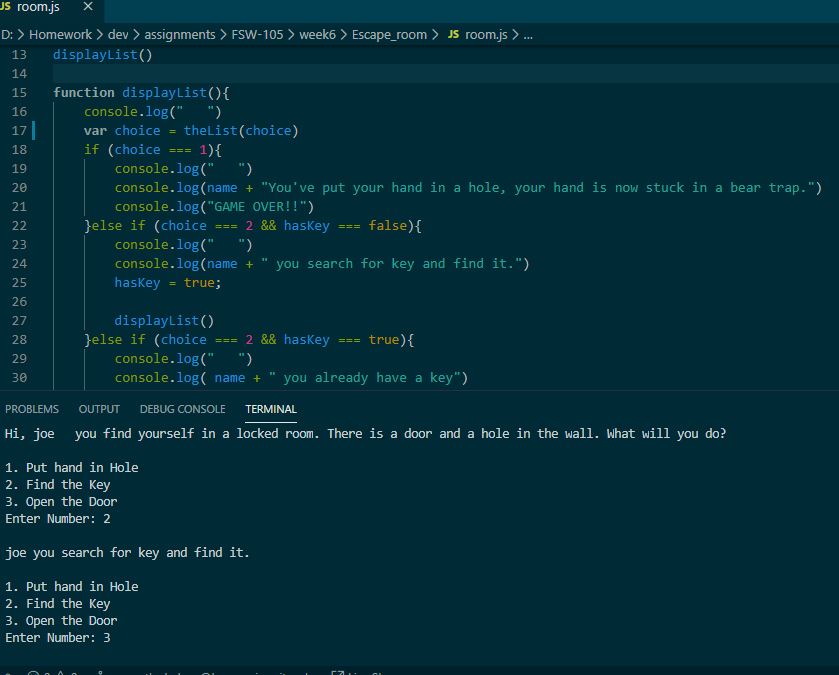 JS room.js ×
D: > Homework > dev > assignments > FSW-105 > week6 > Escape_room > JS room.js > ...
13 displayList()
14
15 function displayList(){
16 console.log("   ")
17 var choice = theList(choice)
18 if (choice === 1){
19 console.log("   ")
20 console.log(name + "You've put your hand in a hole, your hand is now stuck in a bear trap.")
21 console.log("GAME OVER!!")
22 }else if (choice === 2 && hasKey === false){
23 console.log("   ")
24 console.log(name + " you search for key and find it.")
25 hasKey = true;
26
27 displayList()
28 }else if (choice === 2 && hasKey === true){
29 console.log("   ")
30 console.log( name + " you already have a key")
PROBLEMS OUTPUT DEBUG CONSOLE TERMINAL
Hi, joe   you find yourself in a locked room. There is a door and a hole in the wall. What will you do?
1. Put hand in Hole
2. Find the Key
3. Open the Door
Enter Number: 2
joe you search for key and find it.
1. Put hand in Hole
2. Find the Key
3. Open the Door
Enter Number: 3